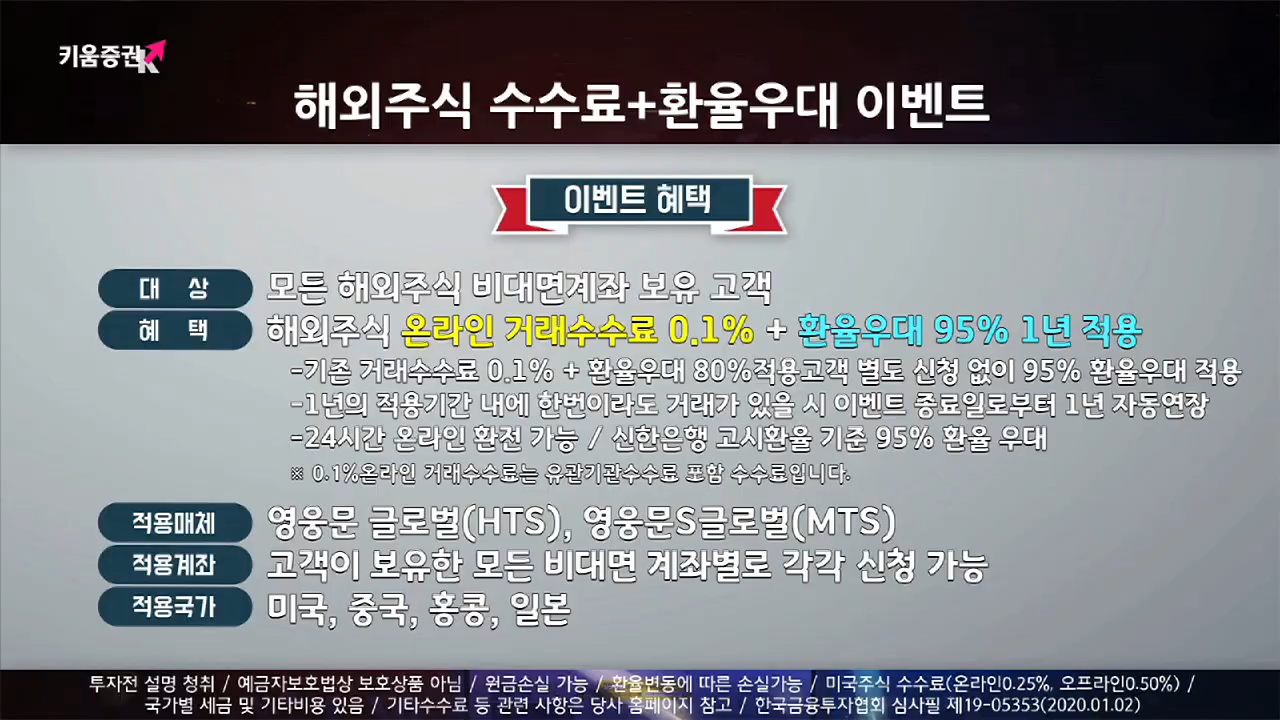 키움증권
해외주식 수수료+환율우대 이벤트
이벤트 혜택
대 상 모든 해외주식 비대면계좌 보유 고객
혜 택 해외주식 온라인 거래수수료 0.1% + 환율우대 95% 1년 적용
-기존 거래수수료 0.1% + 환율우대 80%적용고객 별도 신청 없이 95% 환율우대 적용
-1년의 적용기간 내에 한번이라도 거래가 있을 시 이벤트 종료일로부터 1년 자동연장
-24시간 온라인 환전 가능 / 신한은행 고시환율 기준 95% 환율 우대
※ 0.1%온라인 거래수수료는 유관기관수수료 포함 수수료입니다.
적용매체 영웅문 글로벌(HTS), 영웅문S글로벌(MTS)
적용계좌 고객이 보유한 모든 비대면 계좌별로 각각 신청 가능
적용국가 미국, 중국, 홍콩, 일본
투자전 설명 청취 / 예금자보호법상 보호상품 아님 / 원금손실 가능 / 환율변동에 따른 손실가능 / 미국주식 수수료(온라인0.25%, 오프라인0.50%) /
국가별 세금 및 기타비용 있음 / 기타수수료 등 관련 사항은 당사 홈페이지 참고 / 한국금융투자협회 심사필 제19-05353(2020.01.02)